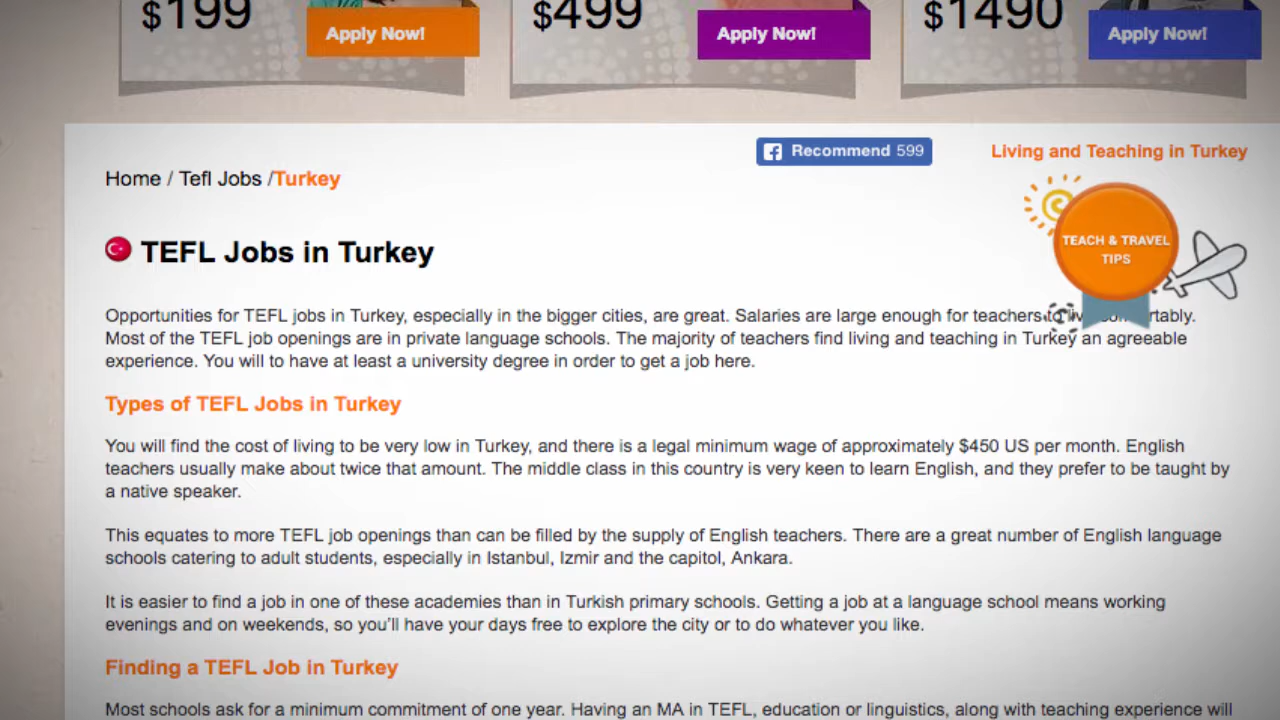 $199
Apply Now!
$499
Apply Now!
$1490
Apply Now!
Recommend 599
Living and Teaching in Turkey
Home / Tefl Jobs /Turkey
TEACH & TRAVEL
TIPS
TEFL Jobs in Turkey
Opportunities for TEFL jobs in Turkey, especially in the bigger cities, are great. Salaries are large enough for teachers to
Most of the TEFL job openings are in private language schools. The majority of teachers find living and teaching in Turkey an agreeable
experience. You will to have at least a university degree in order to get a job here.
Types of TEFL Jobs in Turkey
You will find the cost of living to be very low in Turkey, and there is a legal minimum wage of approximately $450 US per month. English
teachers usually make about twice that amount. The middle class in this country is very keen to learn English, and they prefer to be taught by
a native speaker.
This equates to more TEFL job openings than can be filled by the supply of English teachers. There are a great number of English language
schools catering to adult students, especially in Istanbul, Izmir and the capitol, Ankara.
It is easier to find a job in one of these academies than in Turkish primary schools. Getting a job at a language school means working
evenings and on weekends, so you'll have your days free to explore the city or to do whatever you like.
Finding a TEFL Job in Turkey
Most schools ask for a minimum commitment of one year. Having an MA in TEFL, education or linguistics, along with teaching experience will